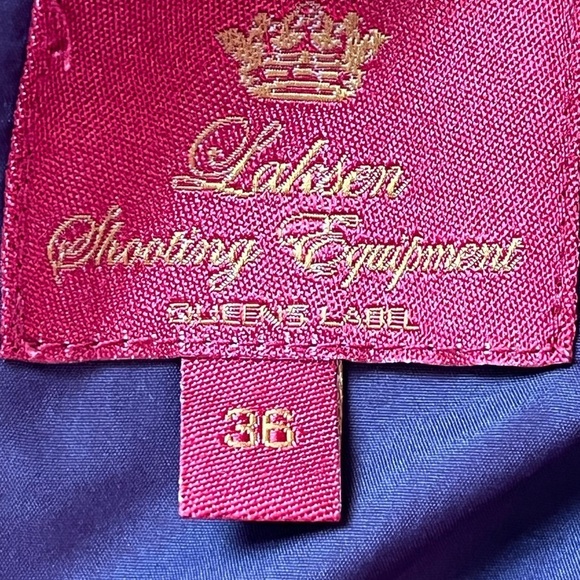 Laksen
Shooting Equipment
QUEENS LABEL
36